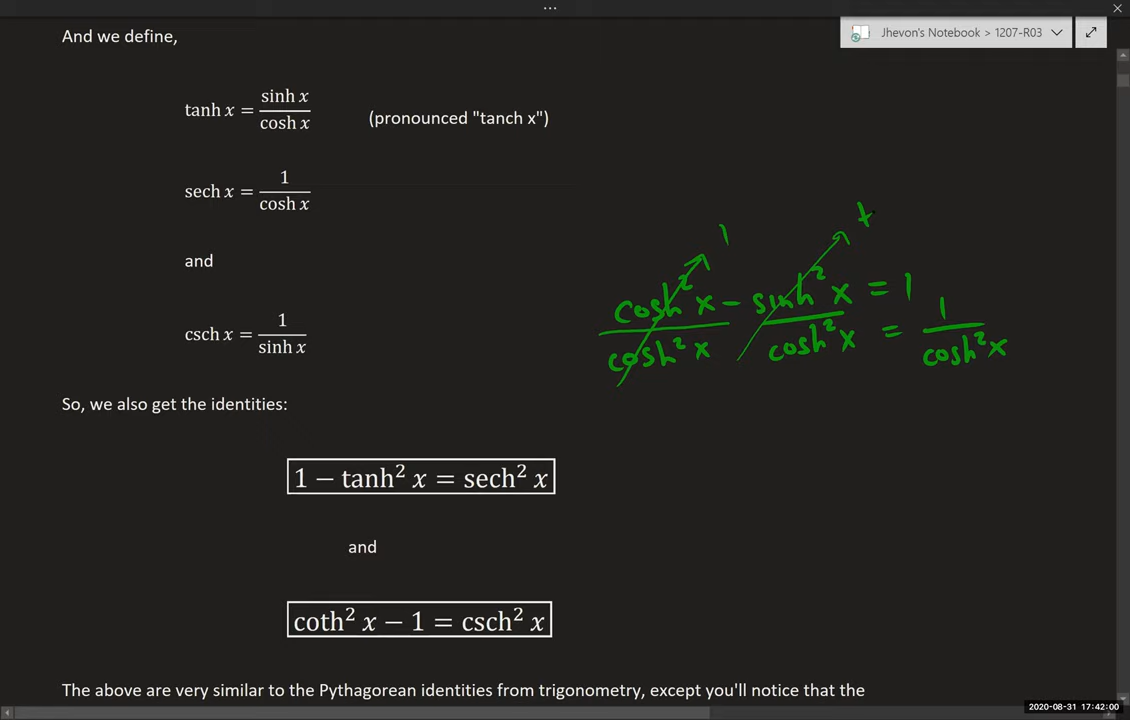 ...
Jhevon's Notebook > 1207-R03
And we define,
tanh x = sinh x / cosh x (pronounced "tanch x")
sech x = 1 / cosh x
and
csch x = 1 / sinh x
1 t
cosh² x − sinh² x = 1
cosh² x cosh² x = 1 / cosh² x
So, we also get the identities:
1 − tanh² x = sech² x
and
coth² x − 1 = csch² x
The above are very similar to the Pythagorean identities from trigonometry, except you'll notice that the
2020-08-31 17:42:00